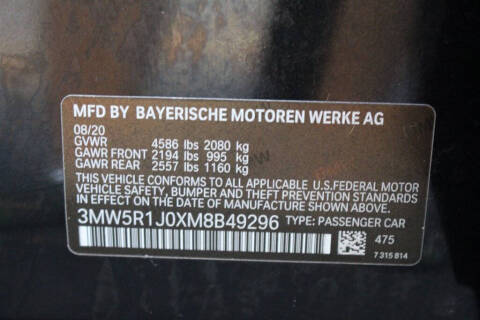 MFD BY BAYERISCHE MOTOREN WERKE AG
08/20
GVWR 4586 lbs 2080 kg
GAWR FRONT 2194 lbs 995 kg
GAWR REAR 2557 lbs 1160 kg
THIS VEHICLE CONFORMS TO ALL APPLICABLE U.S.FEDERAL MOTOR
VEHICLE SAFETY, BUMPER AND THEFT PREVENTION STANDARDS
IN EFFECT ON THE DATE OF MANUFACTURE SHOWN ABOVE.
3MW5R1J0XM8B49296 TYPE: PASSENGER CAR
475
7 315 814